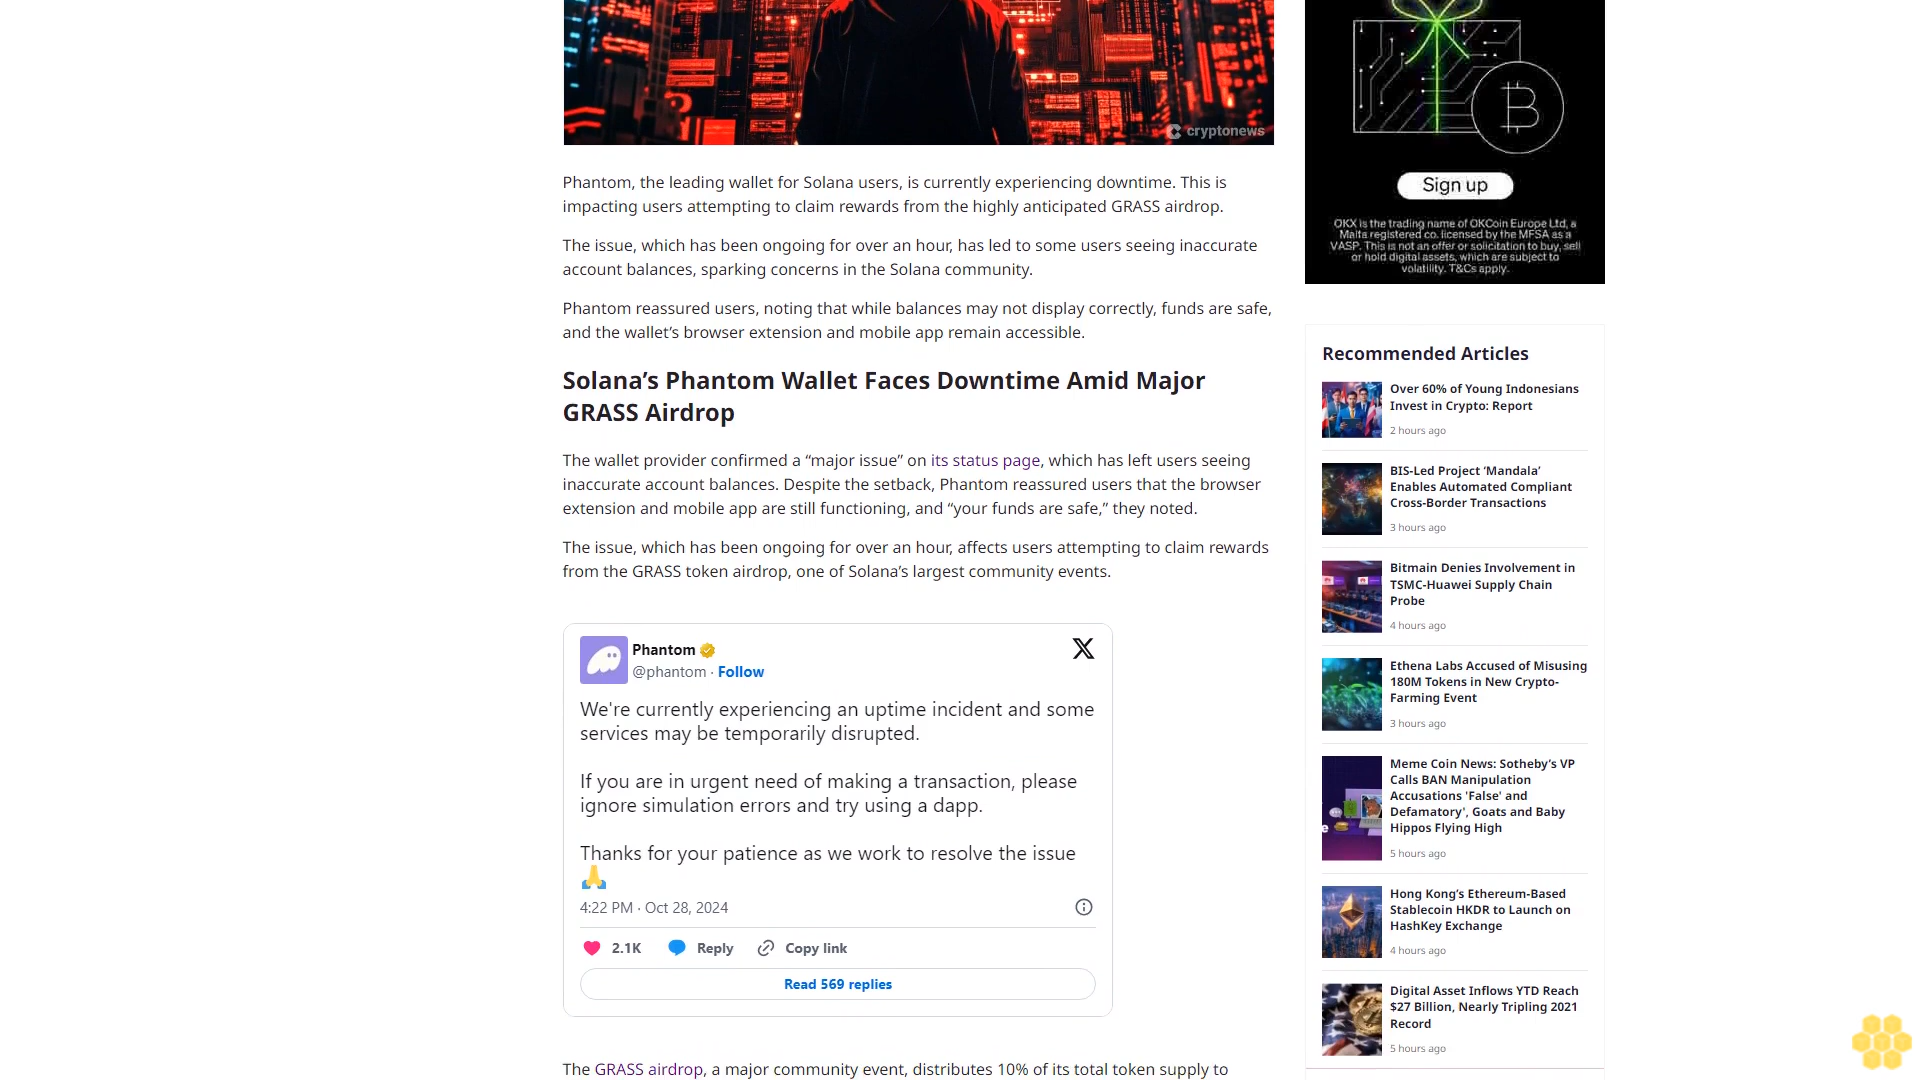 cryptonews
Phantom, the leading wallet for Solana users, is currently experiencing downtime. This is
impacting users attempting to claim rewards from the highly anticipated GRASS airdrop.
The issue, which has been ongoing for over an hour, has led to some users seeing inaccurate
account balances, sparking concerns in the Solana community.
Phantom reassured users, noting that while balances may not display correctly, funds are safe,
and the wallet’s browser extension and mobile app remain accessible.
Solana’s Phantom Wallet Faces Downtime Amid Major
GRASS Airdrop
The wallet provider confirmed a “major issue” on its status page, which has left users seeing
inaccurate account balances. Despite the setback, Phantom reassured users that the browser
extension and mobile app are still functioning, and “your funds are safe,” they noted.
The issue, which has been ongoing for over an hour, affects users attempting to claim rewards
from the GRASS token airdrop, one of Solana’s largest community events.
Phantom
@phantom · Follow
We're currently experiencing an uptime incident and some
services may be temporarily disrupted.
If you are in urgent need of making a transaction, please
ignore simulation errors and try using a dapp.
Thanks for your patience as we work to resolve the issue
🙏
4:22 PM · Oct 28, 2024
2.1K Reply Copy link
Read 569 replies
The GRASS airdrop, a major community event, distributes 10% of its total token supply to
Sign up
OKX is the trading name of OKCoin Europe Ltd, a
Malta registered co. licensed by the MFSA as a
VASP. This is not an offer or solicitation to buy, sell
or hold digital assets, which are subject to
volatility. T&Cs apply.
Recommended Articles
Over 60% of Young Indonesians
Invest in Crypto: Report
2 hours ago
BIS-Led Project ‘Mandala’
Enables Automated Compliant
Cross-Border Transactions
3 hours ago
Bitmain Denies Involvement in
TSMC-Huawei Supply Chain
Probe
4 hours ago
Ethena Labs Accused of Misusing
180M Tokens in New Crypto-
Farming Event
3 hours ago
Meme Coin News: Sotheby’s VP
Calls BAN Manipulation
Accusations 'False' and
Defamatory', Goats and Baby
Hippos Flying High
5 hours ago
Hong Kong’s Ethereum-Based
Stablecoin HKDR to Launch on
HashKey Exchange
4 hours ago
Digital Asset Inflows YTD Reach
$27 Billion, Nearly Tripling 2021
Record
5 hours ago